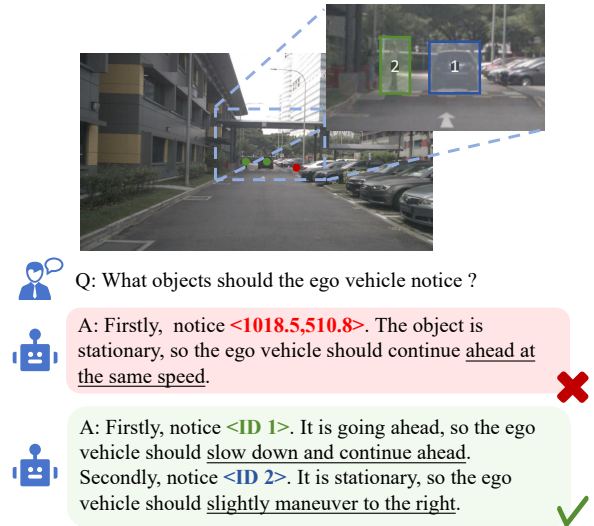 2
1
Q: What objects should the ego vehicle notice ?
A: Firstly, notice <1018.5,510.8>. The object is
stationary, so the ego vehicle should continue ahead at
the same speed.
A: Firstly, notice <ID 1>. It is going ahead, so the ego
vehicle should slow down and continue ahead.
Secondly, notice <ID 2>. It is stationary, so the ego
vehicle should slightly maneuver to the right.